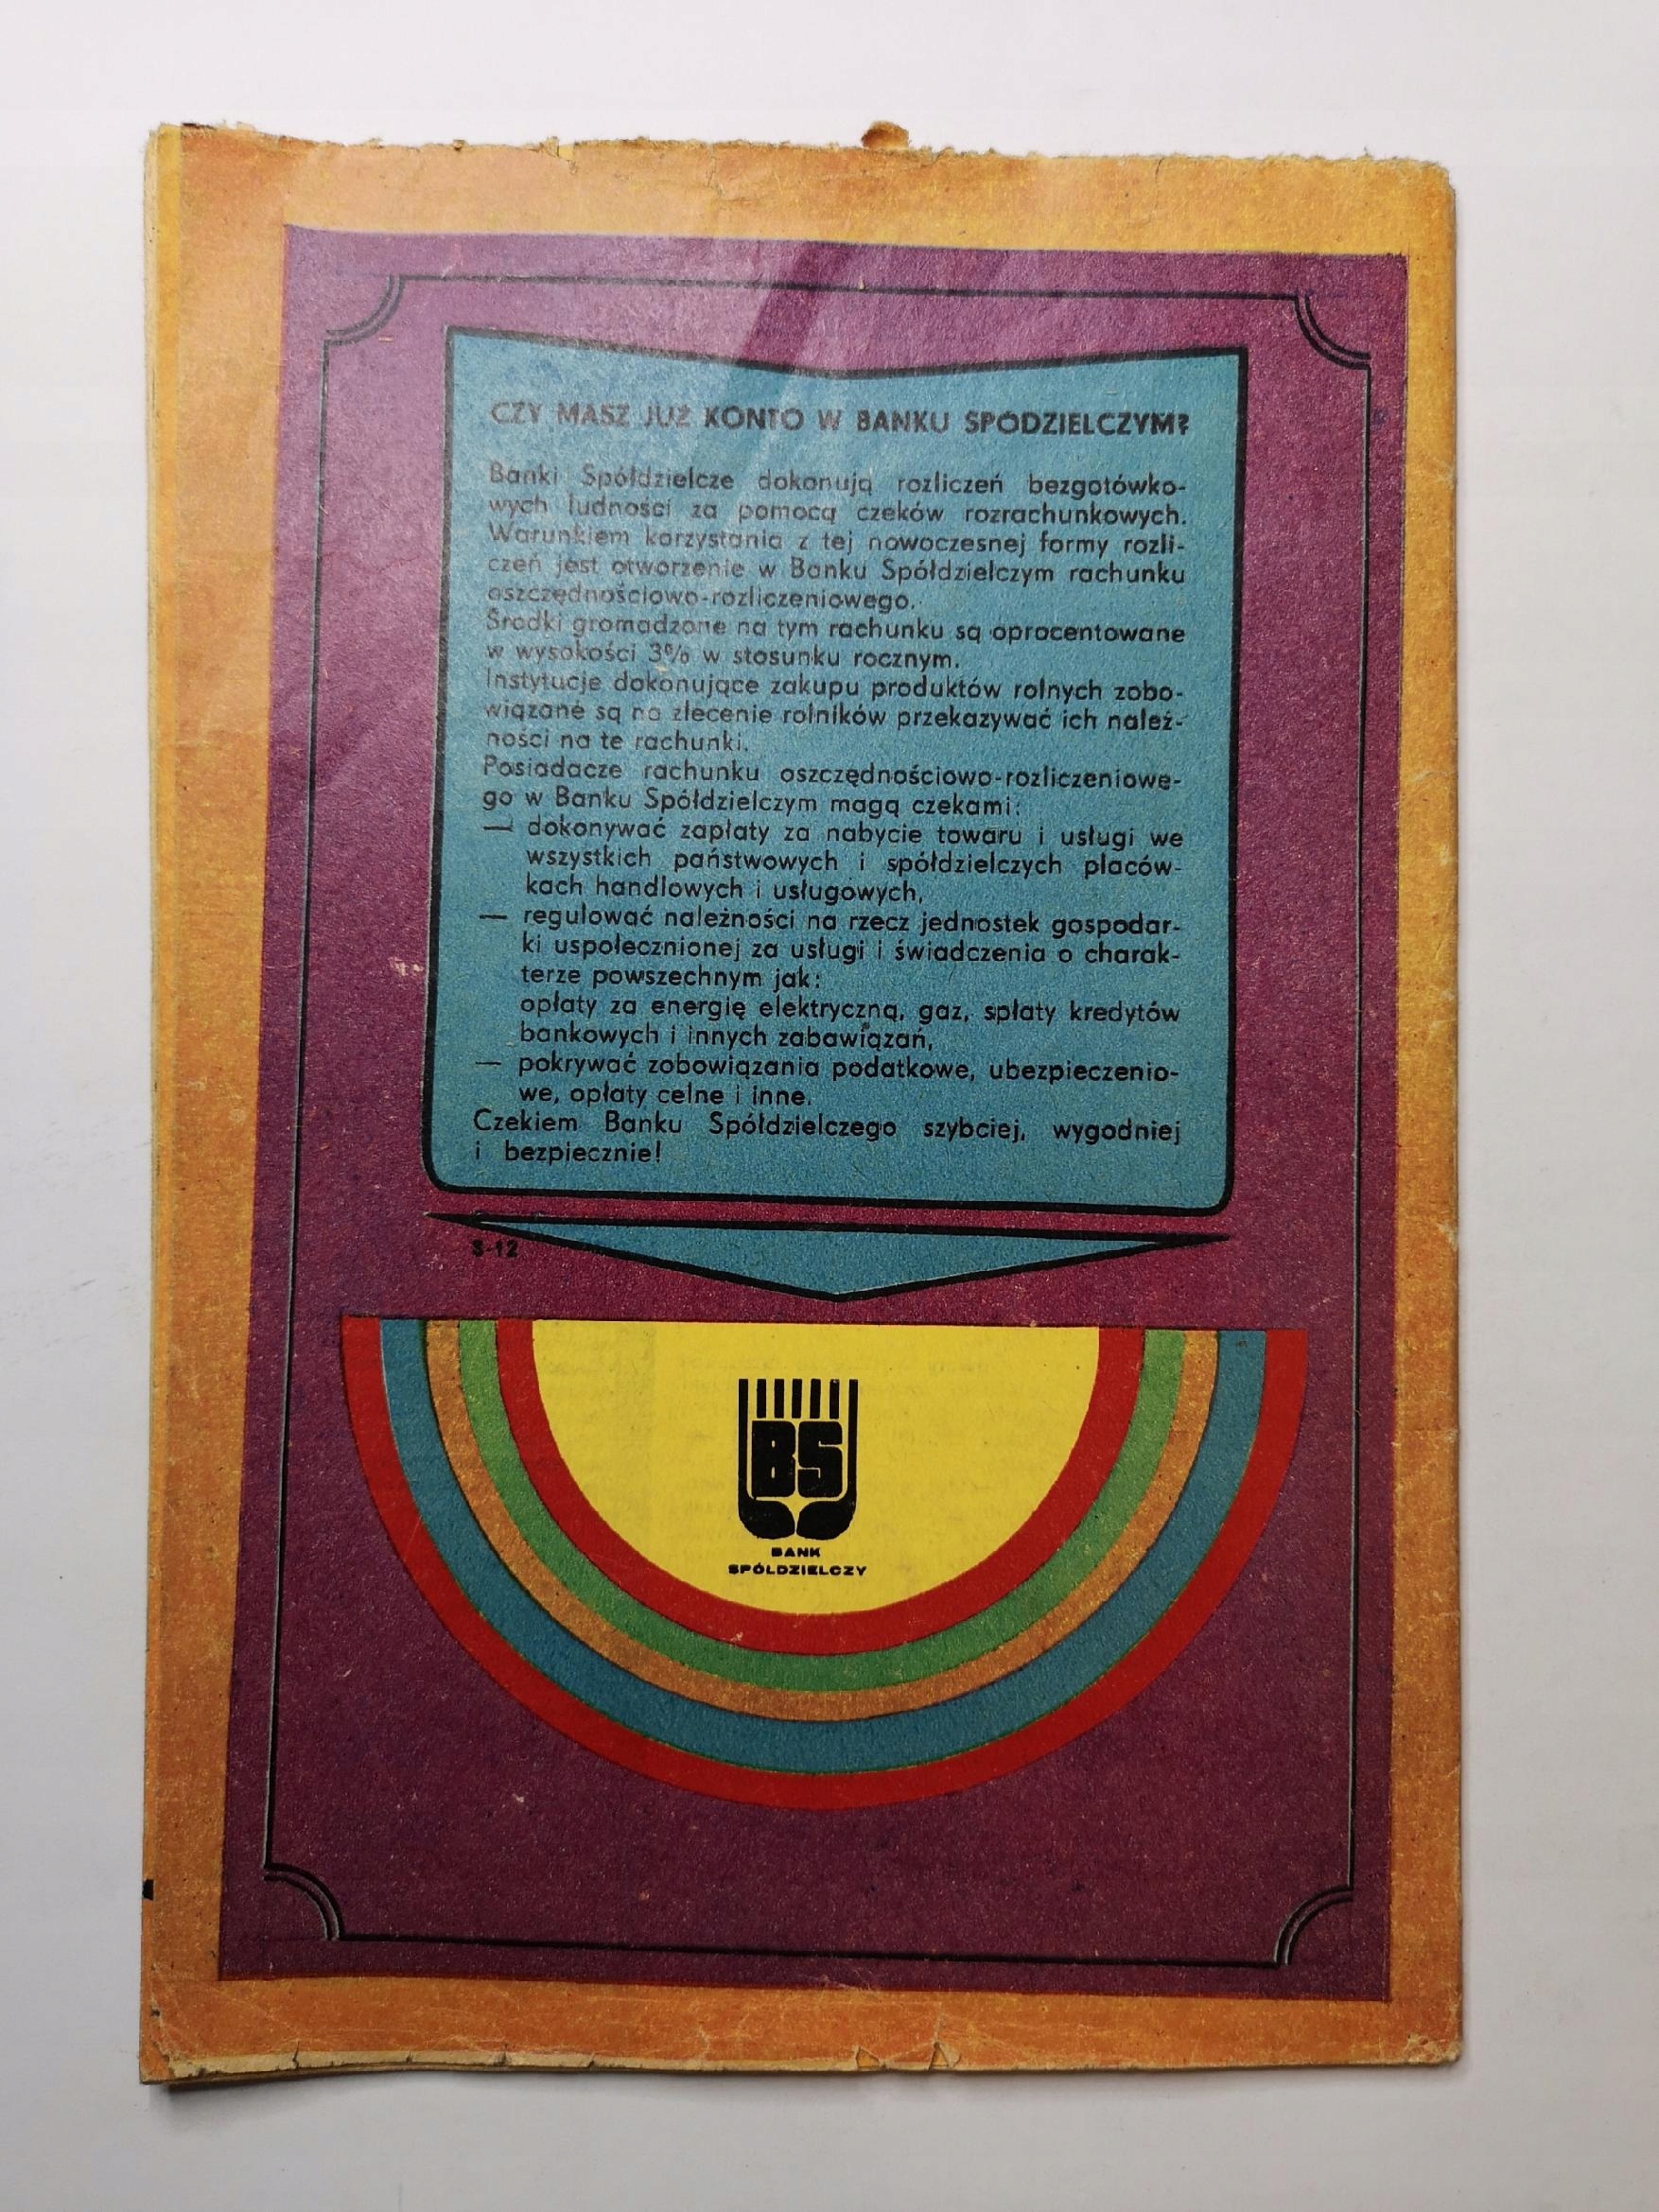 CZY MASZ JUŻ KONTO W BANKU SPODZIELCZYM?
Banki Spółdzielcze dokonują rozliczeń bezgotówko-
wych ludności za pomocą czeków rozrachunkowych.
Warunkiem korzystania z tej nowoczesnej formy rozli-
czeń jest otworzenie w Banku Spółdzielczym rachunku
oszczędnościowo-rozliczeniowego.
Środki gromadzone na tym rachunku są oprocentowane
w wysokości 3% w stosunku rocznym.
Instytucje dokonujące zakupu produktów rolnych zobo-
wiązane są na zlecenie rolników przekazywać ich należ-
ności na te rachunki.
Posiadacze rachunku oszczędnościowo-rozliczeniowe-
go w Banku Spółdzielczym magą czekami:
— dokonywać zapłaty za nabycie towaru i usługi we
wszystkich państwowych i spółdzielczych placów-
kach handlowych i usługowych,
— regulować należności na rzecz jednostek gospodar-
ki uspołecznionej za usługi i świadczenia o charak-
terze powszechnym jak:
opłaty za energię elektryczną, gaz, spłaty kredytów
bankowych i innych zabawiązań,
— pokrywać zobowiązania podatkowe, ubezpieczenio-
we, opłaty celne i inne.
Czekiem Banku Spółdzielczego szybciej, wygodniej
i bezpiecznie!
S-12
BS
BANK
SPÓŁDZIELCZY